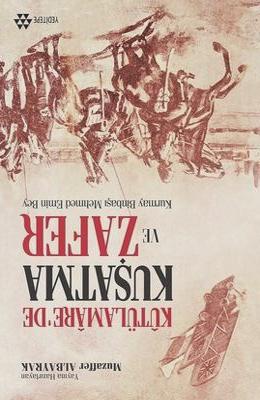 Yayına Hazırlayan
Muzaffer ALBAYRAK
KÛTÜLAMÂRE'DE
KUŞATMA
VE ZAFER
Kurmay Binbaşı Mehmed Emin Bey
YEDİTEPE